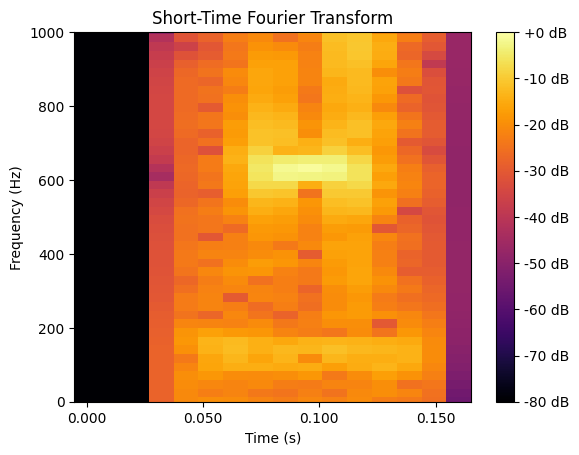 Short-Time Fourier Transform
1000
800
600
400
200
0
Frequency (Hz)
0.000
0.050
0.100
0.150
Time (s)
+0 dB
-10 dB
-20 dB
-30 dB
-40 dB
-50 dB
-60 dB
-70 dB
-80 dB